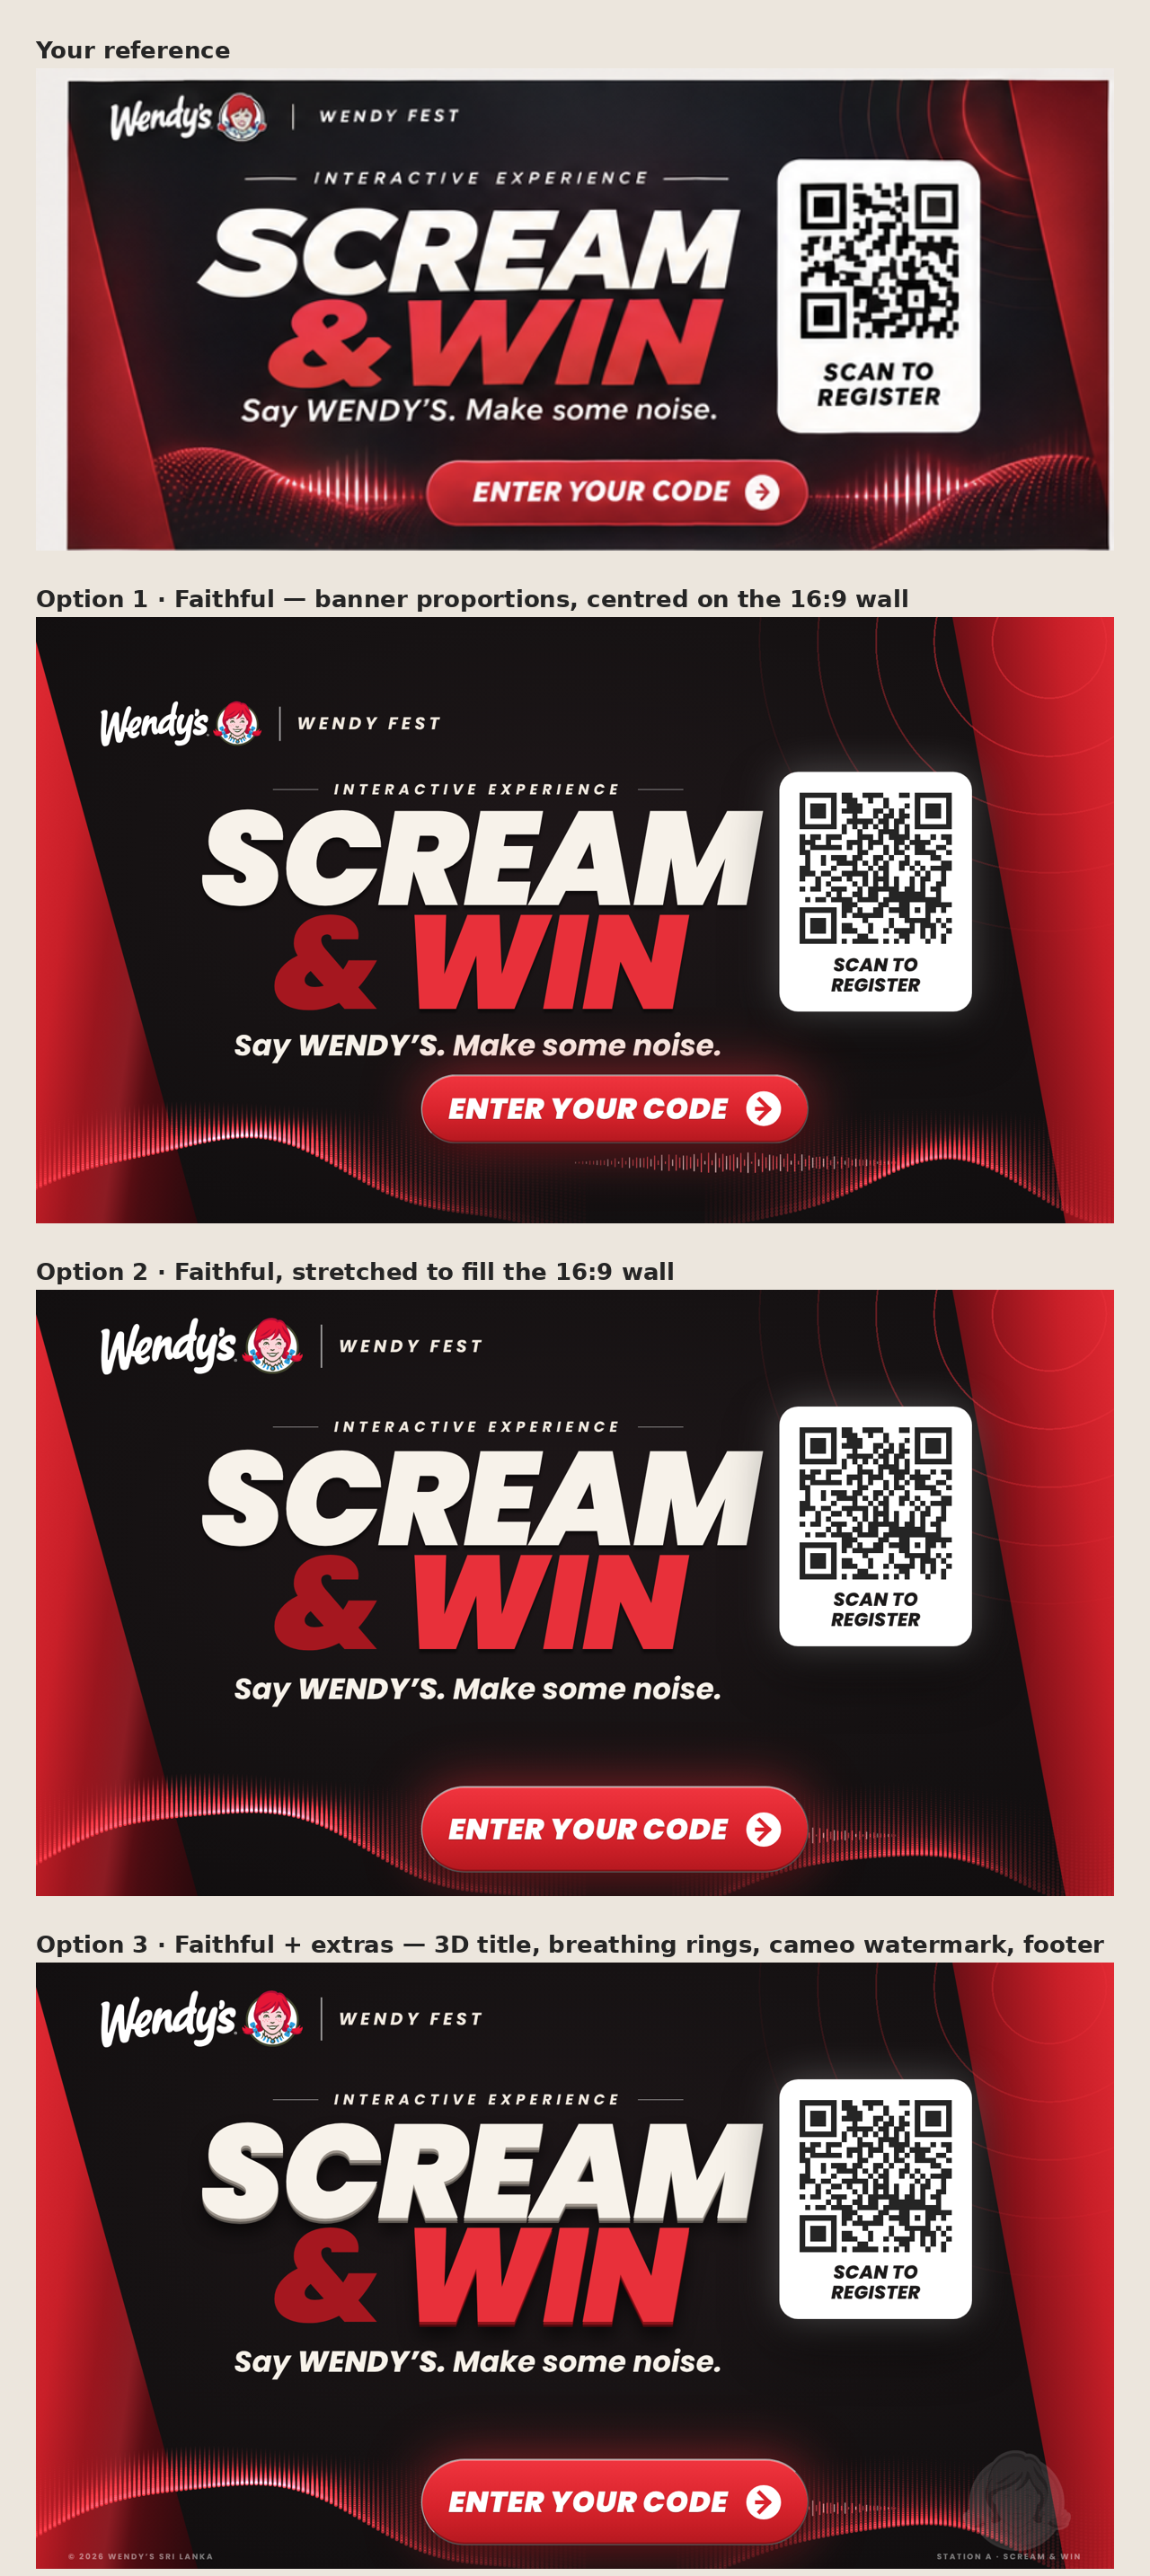 Your reference
Wendy's | WENDY FEST
INTERACTIVE EXPERIENCE
SCREAM
& WIN
Say WENDY'S. Make some noise.
SCAN TO
REGISTER
ENTER YOUR CODE
Option 1 · Faithful — banner proportions, centred on the 16:9 wall
Wendy's | WENDY FEST
INTERACTIVE EXPERIENCE
SCREAM
& WIN
Say WENDY'S. Make some noise.
SCAN TO
REGISTER
ENTER YOUR CODE
Option 2 · Faithful, stretched to fill the 16:9 wall
Wendy's | WENDY FEST
INTERACTIVE EXPERIENCE
SCREAM
& WIN
Say WENDY'S. Make some noise.
SCAN TO
REGISTER
ENTER YOUR CODE
Option 3 · Faithful + extras — 3D title, breathing rings, cameo watermark, footer
Wendy's | WENDY FEST
INTERACTIVE EXPERIENCE
SCREAM
& WIN
Say WENDY'S. Make some noise.
SCAN TO
REGISTER
ENTER YOUR CODE
© 2026 WENDY'S SRI LANKA
STATION A · SCREAM & WIN